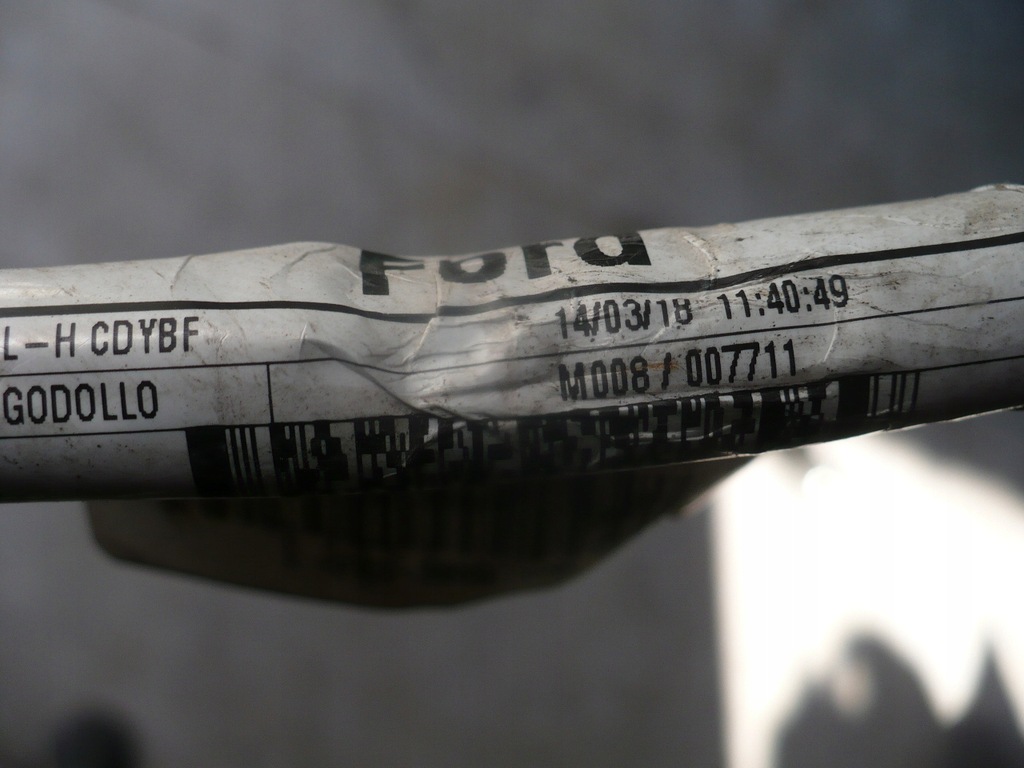 Ford
L-H CDYBF
14/03/18 11:40:49
GODOLLO
M008 / 007711